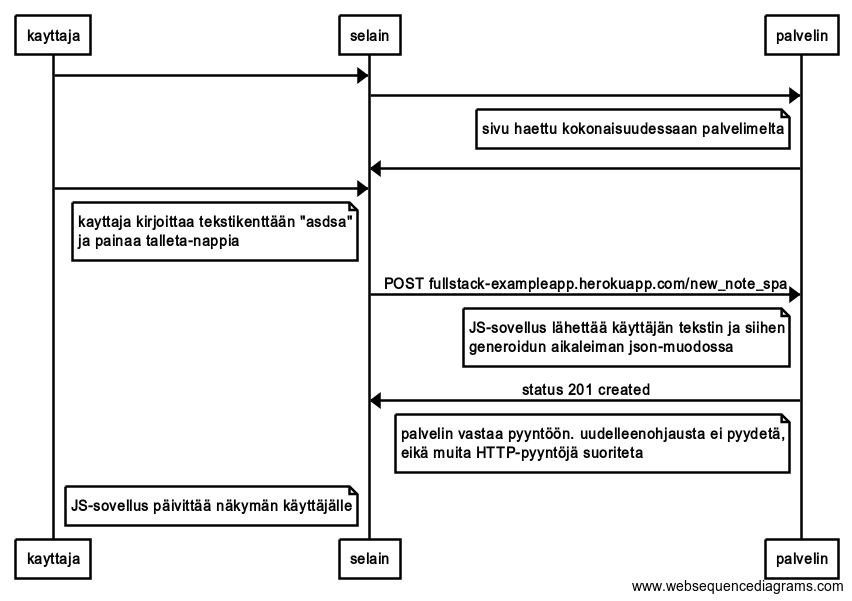 kayttaja
selain
palvelin
sivu haettu kokonaisuudessaan palvelimelta
kayttaja kirjoittaa tekstikenttään "asdsa"
ja painaa talleta-nappia
POST fullstack-exampleapp.herokuapp.com/new_note_spa
JS-sovellus lähettää käyttäjän tekstin ja siihen
generoidun aikaleiman json-muodossa
status 201 created
palvelin vastaa pyyntöön. uudelleenohjausta ei pyydetä,
eikä muita HTTP-pyyntöjä suoriteta
JS-sovellus päivittää näkymän käyttäjälle
kayttaja
selain
palvelin
www.websequencediagrams.com